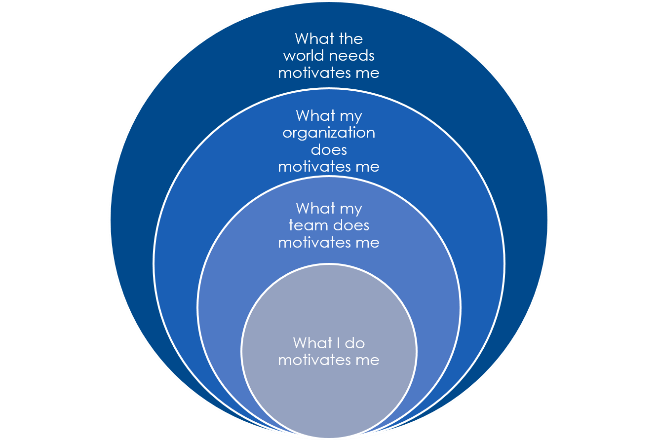 What the
world needs
motivates me
What my
organization
does
motivates me
What my
team does
motivates me
What I do
motivates me